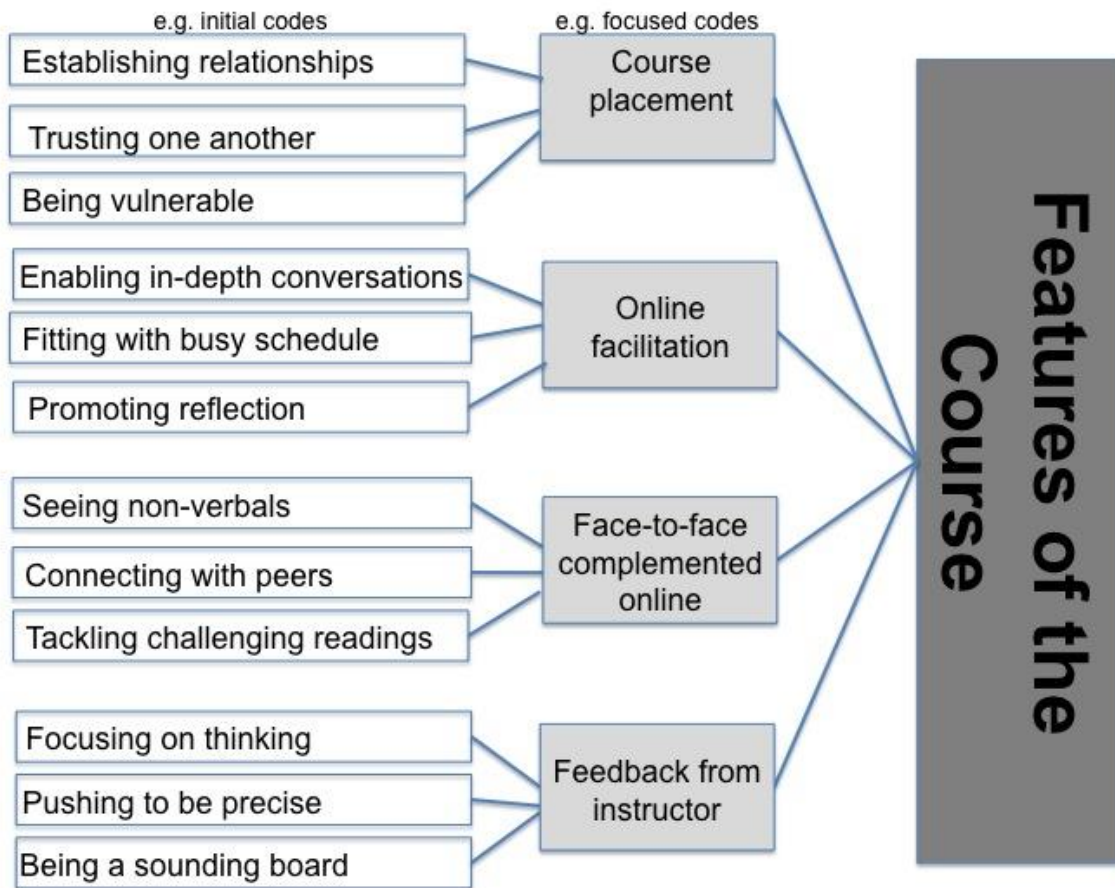 e.g. initial codes
e.g. focused codes
Establishing relationships
Trusting one another
Being vulnerable
Course
placement
Enabling in-depth conversations
Fitting with busy schedule
Promoting reflection
Online
facilitation
Seeing non-verbals
Connecting with peers
Tackling challenging readings
Face-to-face
complemented
online
Focusing on thinking
Pushing to be precise
Being a sounding board
Feedback from
instructor
Features of the
Course